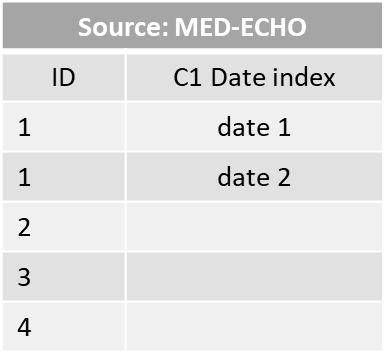 Source: MED-ECHO
ID C1 Date index
1 date 1
1 date 2
2
3
4